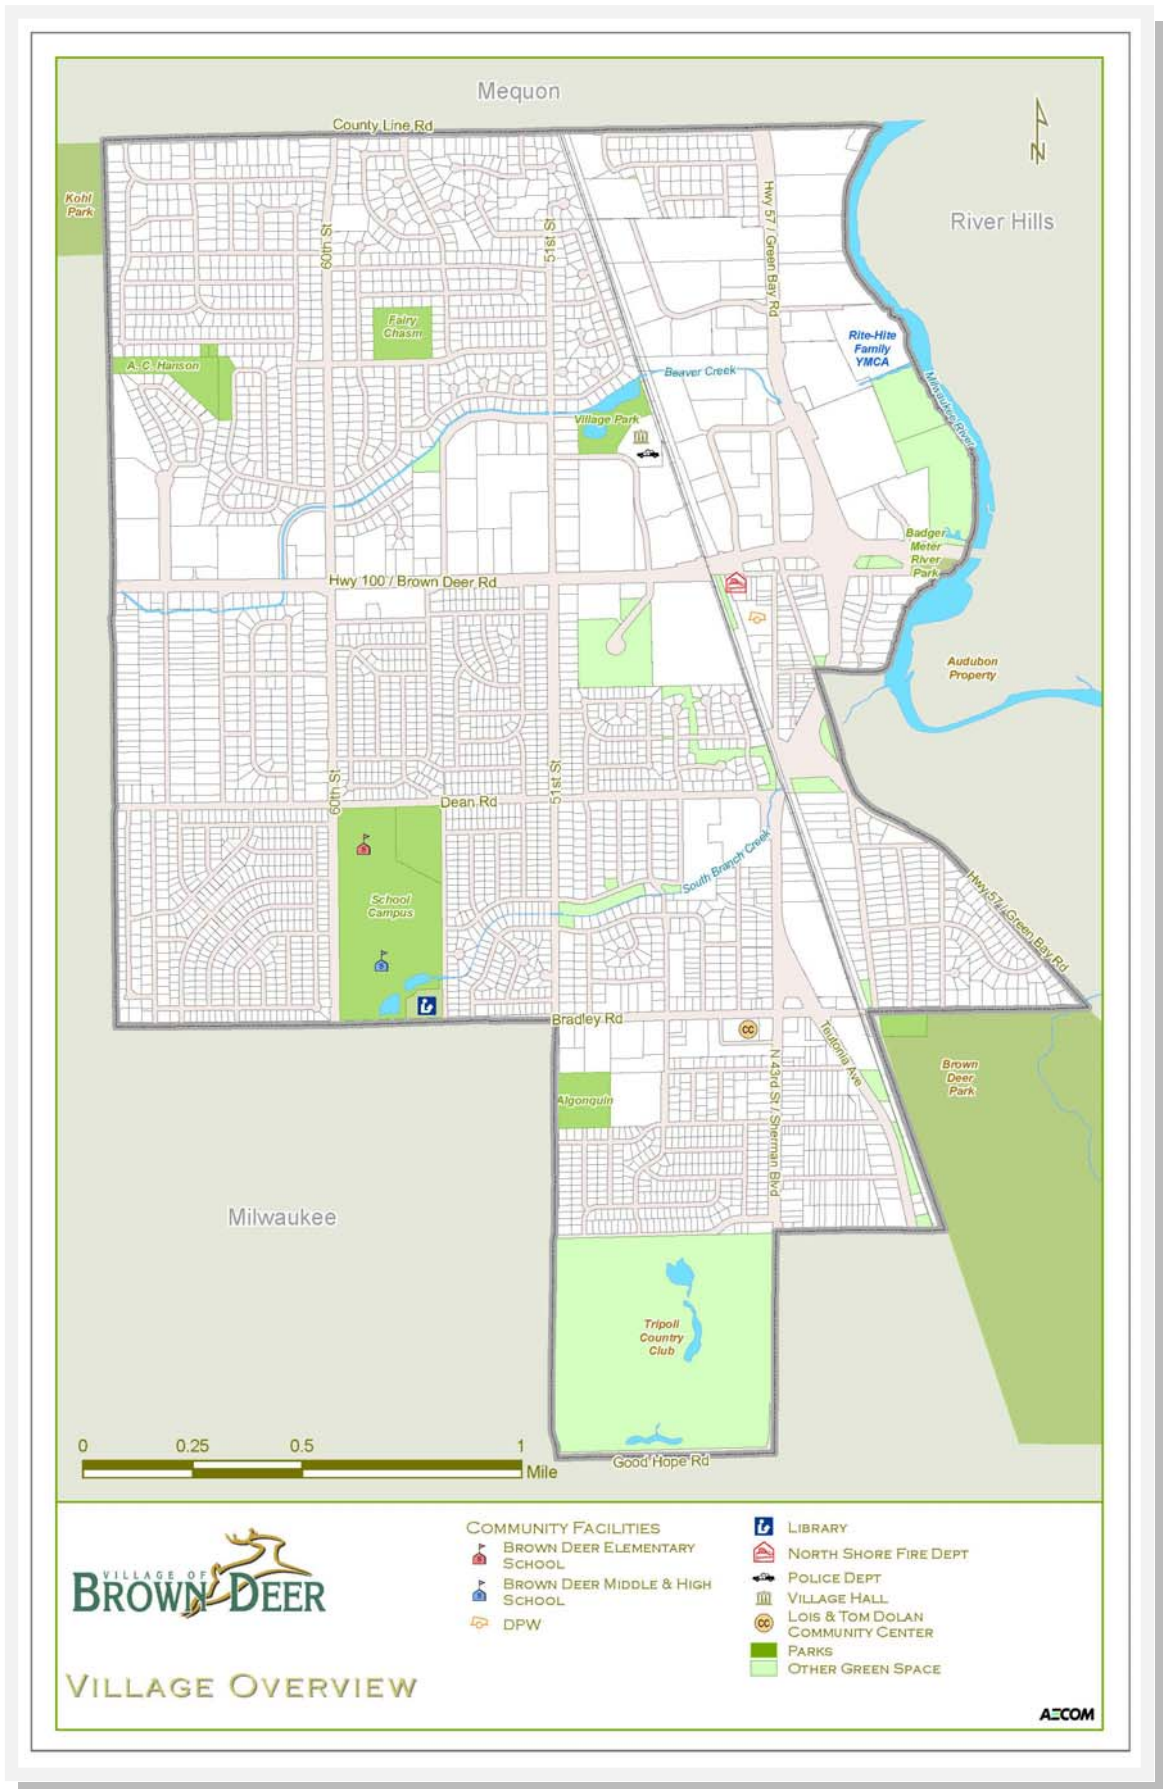 Mequon
County Line Rd
N
Kohl
Park
River Hills
60th St
51st St
Hwy 57 / Green Bay Rd
Fairy
Chasm
Rite-Hite
Family
YMCA
A. C. Hanson
Beaver Creek
Milwaukee River
Village Park
Badger
Meter
River
Park
Hwy 100 / Brown Deer Rd
Audubon
Property
60th St
51st St
Dean Rd
South Branch Creek
School
Campus
Hwy 57 / Green Bay Rd
Bradley Rd
CC
Teutonia Ave
N 43rd St / Sherman Blvd
Brown
Deer
Park
Algonquin
Milwaukee
Tripoli
Country
Club
0 0.25 0.5 1
Mile
Good Hope Rd
VILLAGE OF
BROWN DEER
VILLAGE OVERVIEW
COMMUNITY FACILITIES
BROWN DEER ELEMENTARY
SCHOOL
BROWN DEER MIDDLE & HIGH
SCHOOL
DPW
LIBRARY
NORTH SHORE FIRE DEPT
POLICE DEPT
VILLAGE HALL
CC
LOIS & TOM DOLAN
COMMUNITY CENTER
PARKS
OTHER GREEN SPACE
AECOM